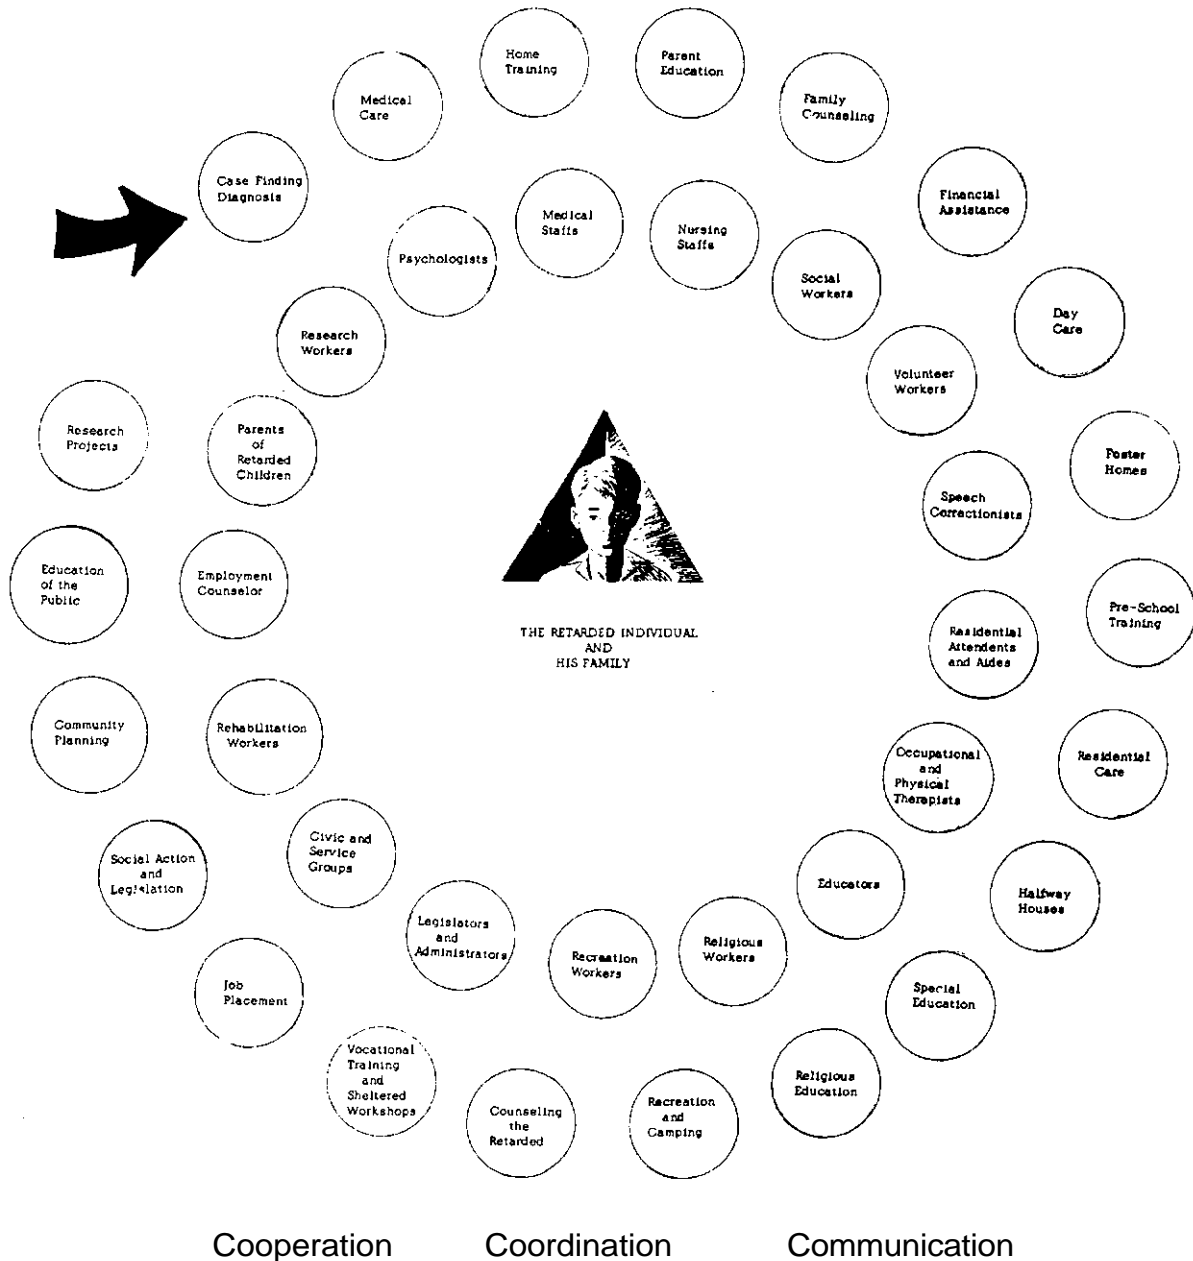 Case Finding
Diagnosis
Medical
Care
Home
Training
Parent
Education
Family
Counseling
Financial
Assistance
Day
Care
Foster
Homes
Pre-School
Training
Residential
Care
Halfway
Houses
Special
Education
Religious
Education
Recreation
and
Camping
Counseling
the
Retarded
Vocational
Training
and
Sheltered
Workshops
Job
Placement
Social Action
and
Legislation
Community
Planning
Education
of the
Public
Research
Projects
Psychologists
Medical
Staffs
Nursing
Staffs
Social
Workers
Volunteer
Workers
Speech
Correctionists
Residential
Attendents
and Aides
Occupational
and
Physical
Therapists
Educators
Religious
Workers
Recreation
Workers
Legislators
and
Administrators
Civic and
Service
Groups
Rehabilitation
Workers
Employment
Counselor
Parents
of
Retarded
Children
Research
Workers
THE RETARDED INDIVIDUAL
AND
HIS FAMILY
Cooperation Coordination Communication